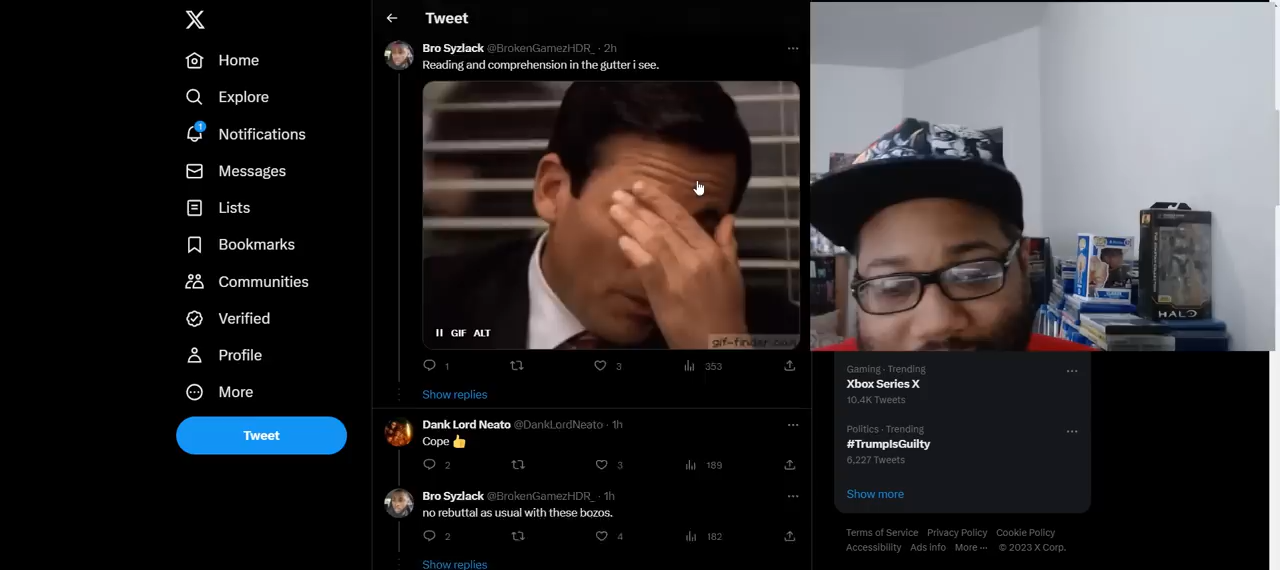 X
Home
Explore
1
Notifications
Messages
Lists
Bookmarks
Communities
Verified
Profile
More
Tweet
← Tweet
Bro Syzlack @BrokenGamezHDR_ · 2h
Reading and comprehension in the gutter i see.
GIF ALT
gif-finder.com
1 3 353
Show replies
Dank Lord Neato @DankLordNeato · 1h
Cope 👍
2 3 189
Bro Syzlack @BrokenGamezHDR_ · 1h
no rebuttal as usual with these bozos.
2 4 182
Show replies
HALO
Gaming · Trending
Xbox Series X
10.4K Tweets
Politics · Trending
#TrumpIsGuilty
6,227 Tweets
Show more
Terms of Service Privacy Policy Cookie Policy
Accessibility Ads info More ··· © 2023 X Corp.